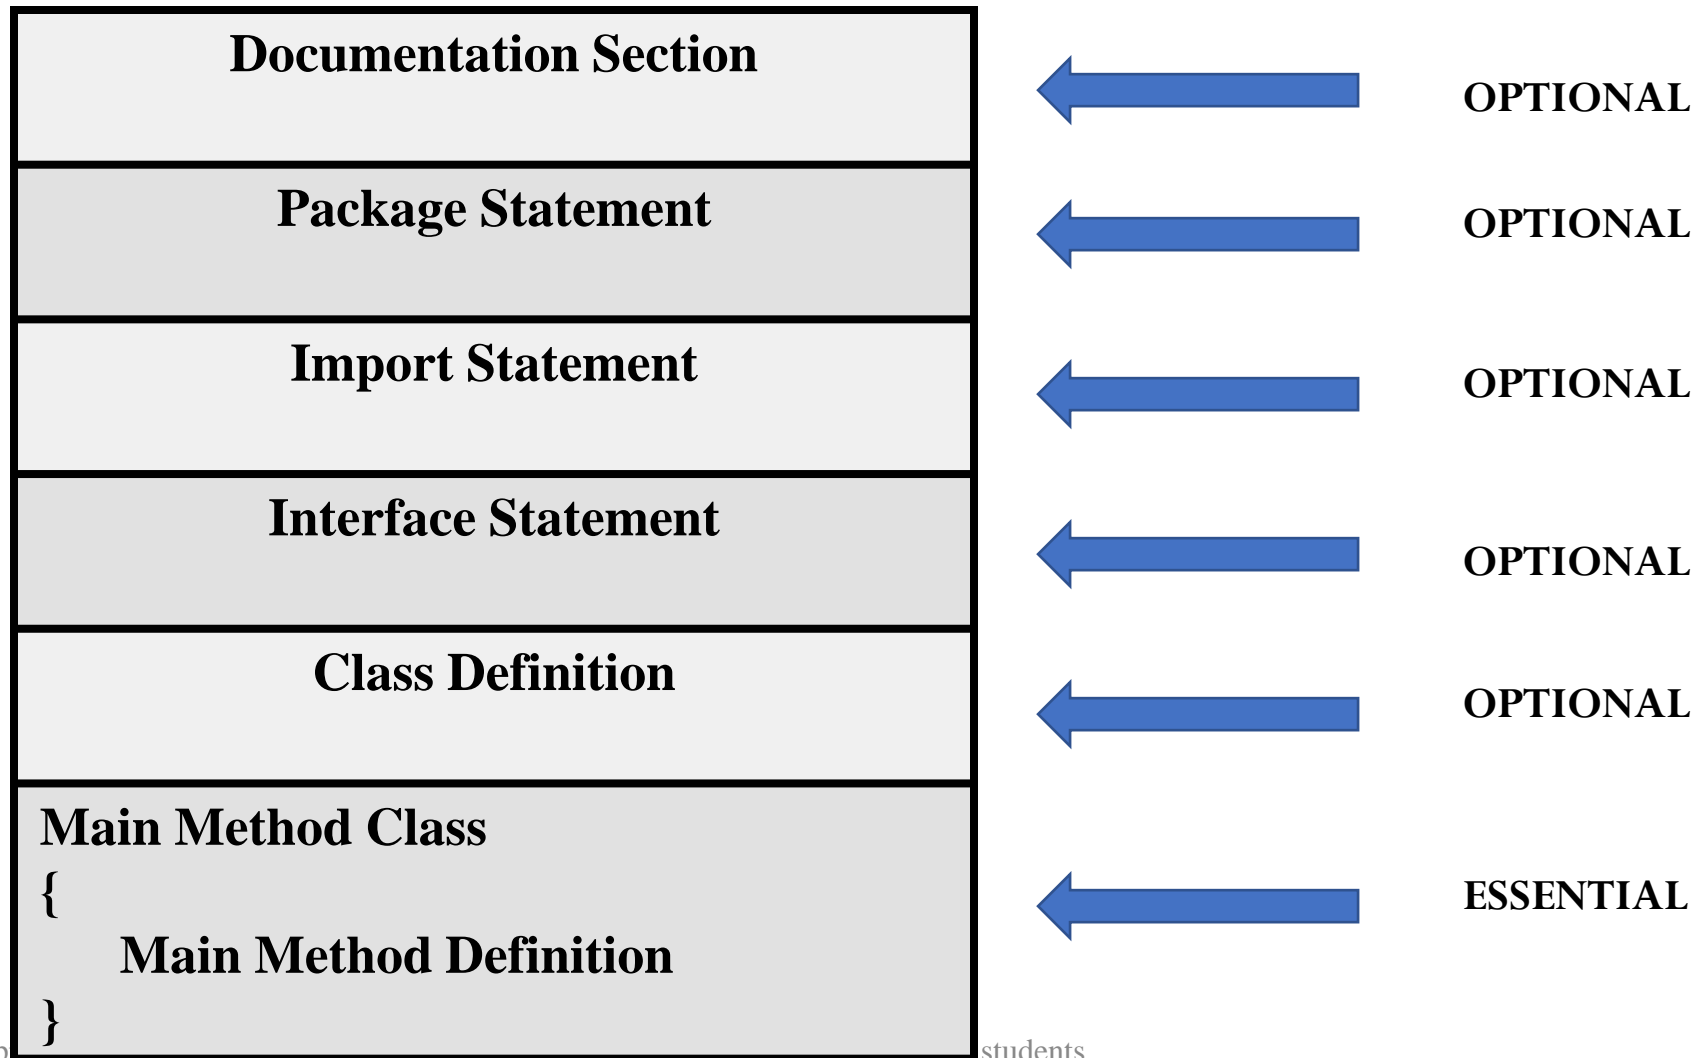 Documentation Section
OPTIONAL
Package Statement
OPTIONAL
Import Statement
OPTIONAL
Interface Statement
OPTIONAL
Class Definition
OPTIONAL
Main Method Class
{
ESSENTIAL
Main Method Definition
}
students